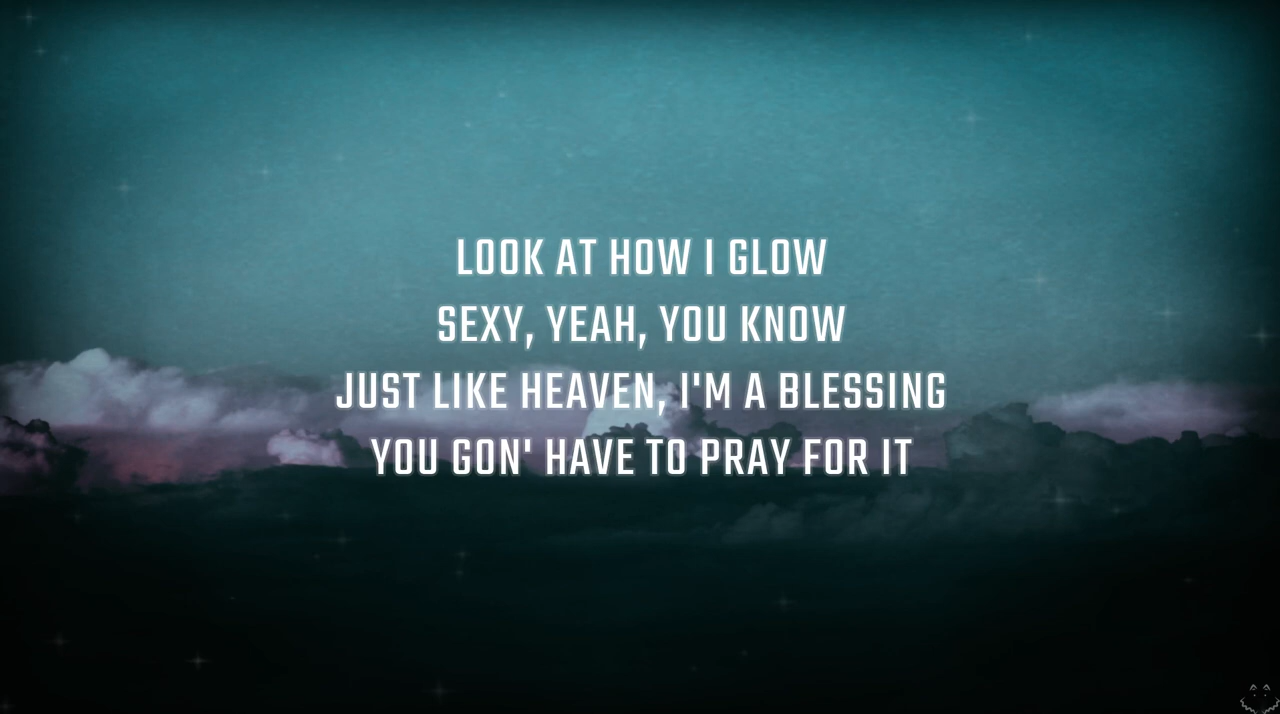 LOOK AT HOW I GLOW
SEXY, YEAH, YOU KNOW
JUST LIKE HEAVEN, I'M A BLESSING
YOU GON' HAVE TO PRAY FOR IT